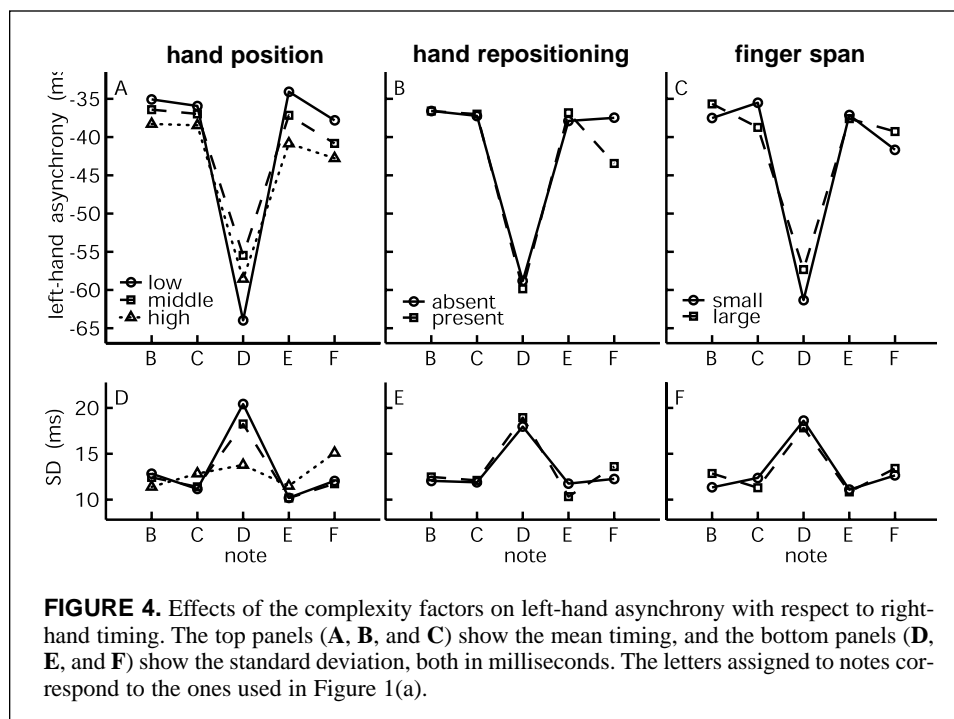 hand position
hand repositioning
finger span
A
B
C
left-hand asynchrony (ms
-35
-40
-45
-50
-55
-60
-65
low
middle
high
absent
present
small
large
B C D E F
B C D E F
B C D E F
D
E
F
SD (ms)
20
15
10
B C D E F
B C D E F
B C D E F
note
note
note
FIGURE 4. Effects of the complexity factors on left-hand asynchrony with respect to right-
hand timing. The top panels (A, B, and C) show the mean timing, and the bottom panels (D,
E, and F) show the standard deviation, both in milliseconds. The letters assigned to notes cor-
respond to the ones used in Figure 1(a).